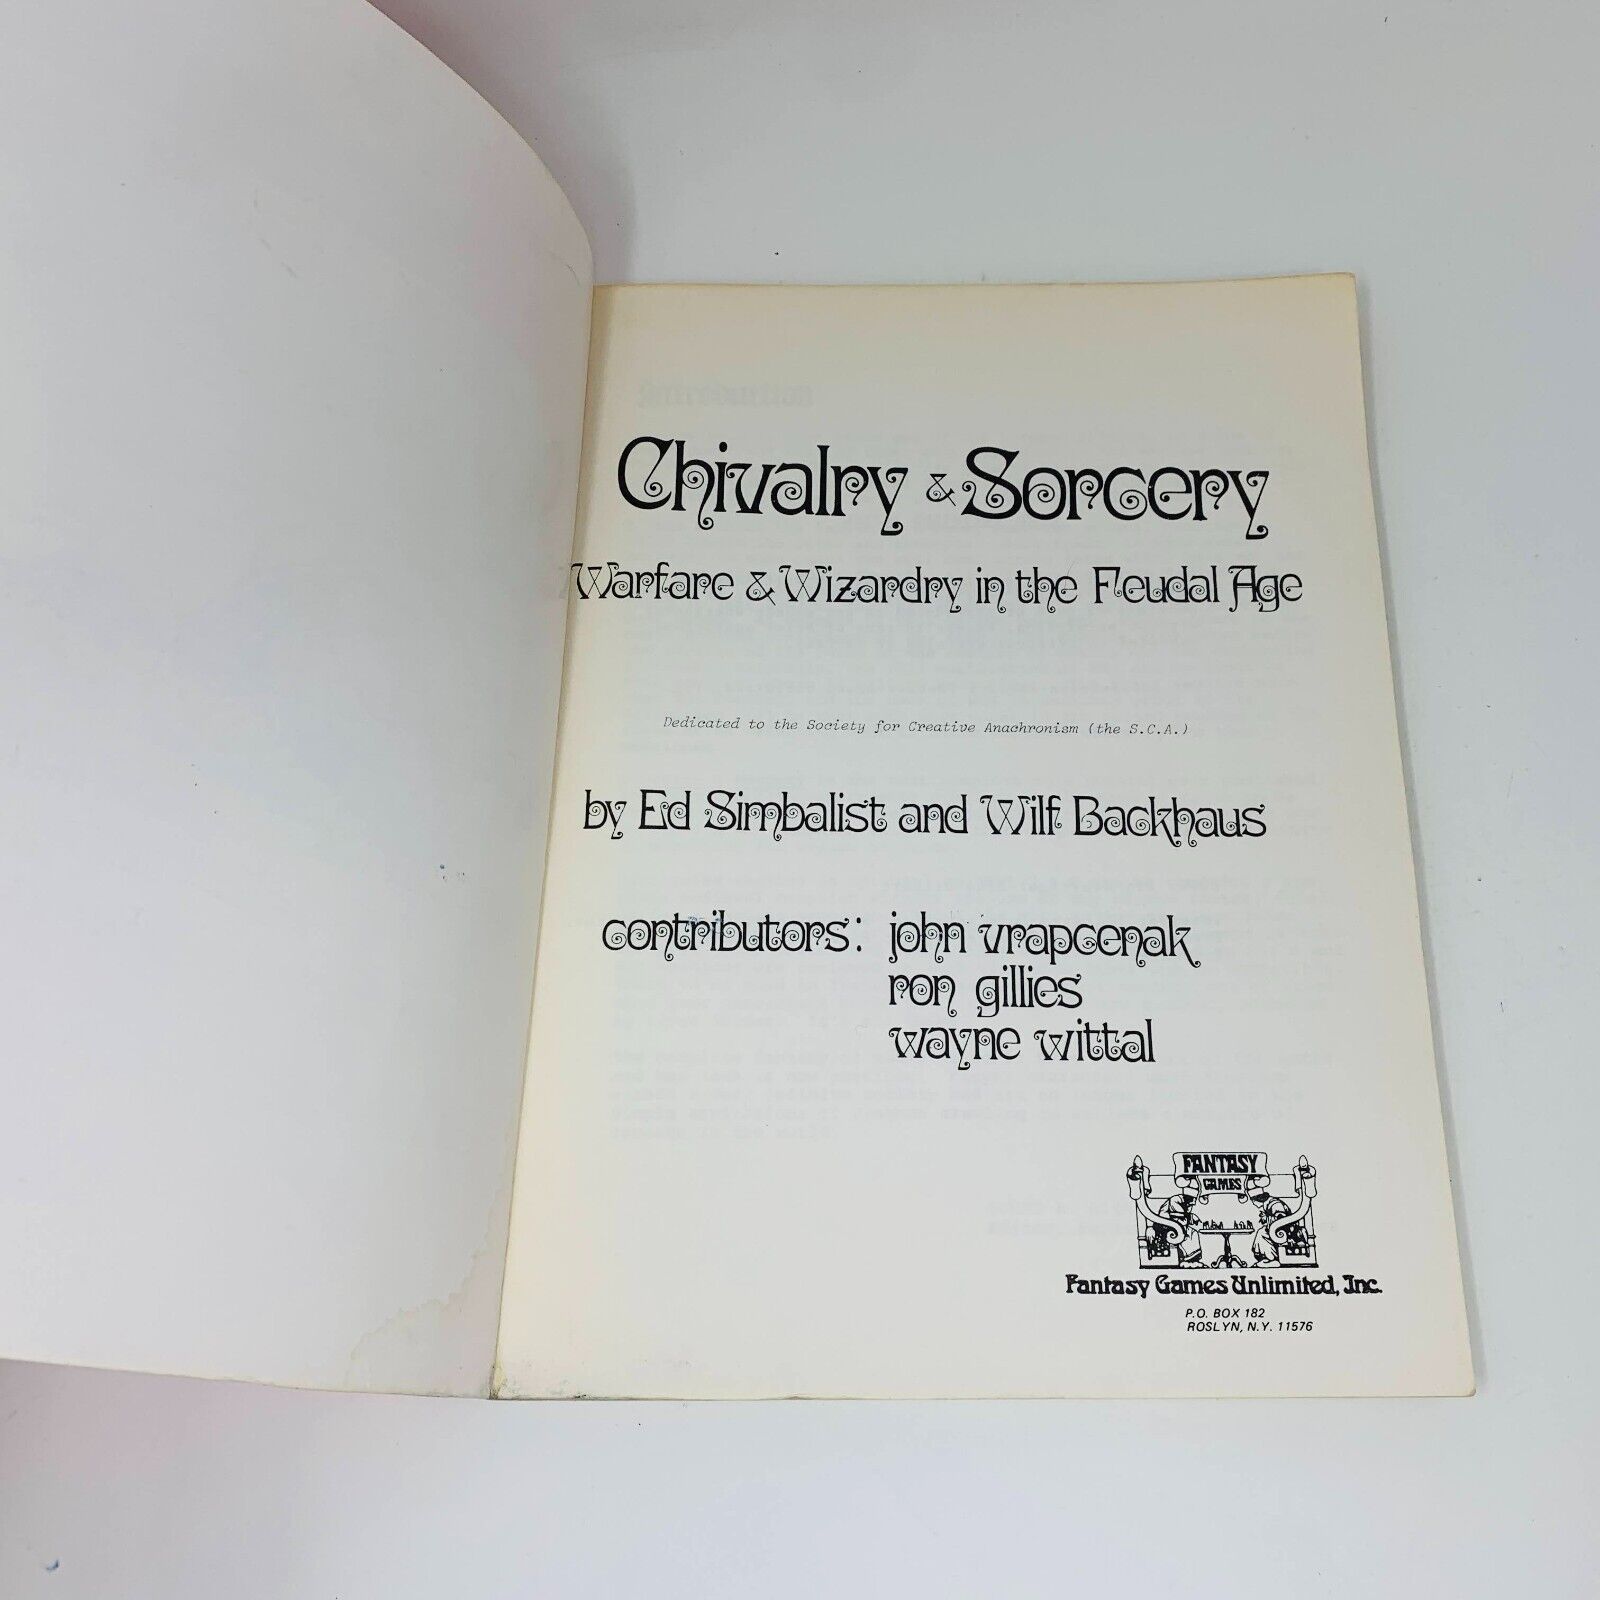 Chivalry & Sorcery
Warfare & Wizardry in the Feudal Age
Dedicated to the Society for Creative Anachronism (the S.C.A.)
by Ed Simbalist and Wilf Backhaus
contributors: john vrapcenak
ron gillies
wayne wittal
FANTASY
GAMES
Fantasy Games Unlimited, Inc.
P.O. BOX 182
ROSLYN, N.Y. 11576